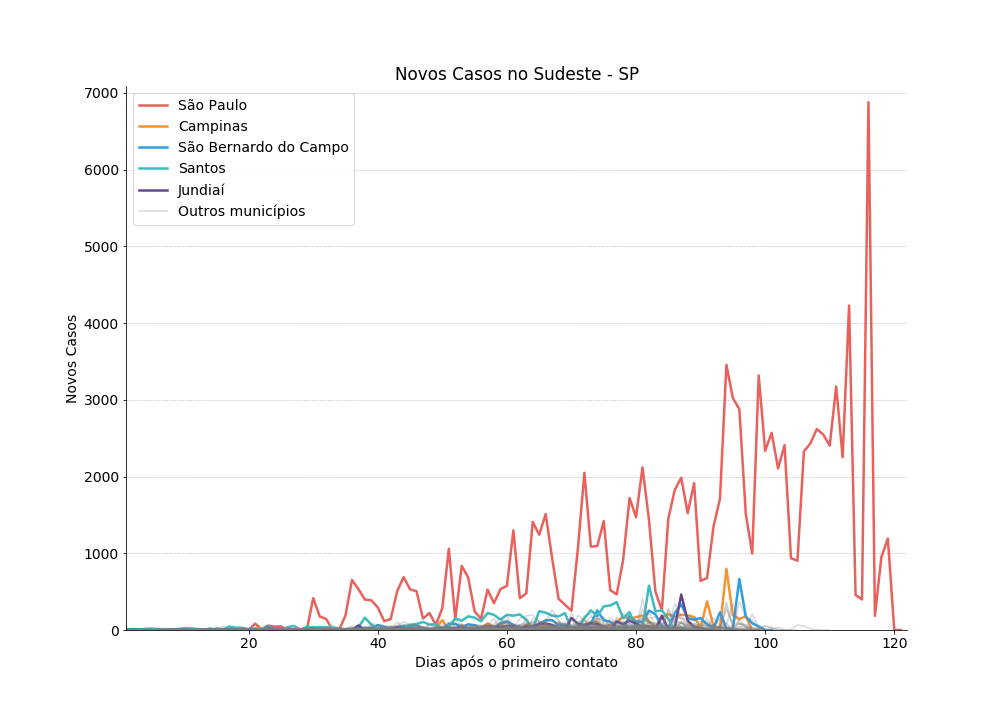 Novos Casos no Sudeste - SP
7000
6000
5000
4000
3000
2000
1000
0
Novos Casos
São Paulo
Campinas
São Bernardo do Campo
Santos
Jundiaí
Outros municípios
20
40
60
80
100
120
Dias após o primeiro contato